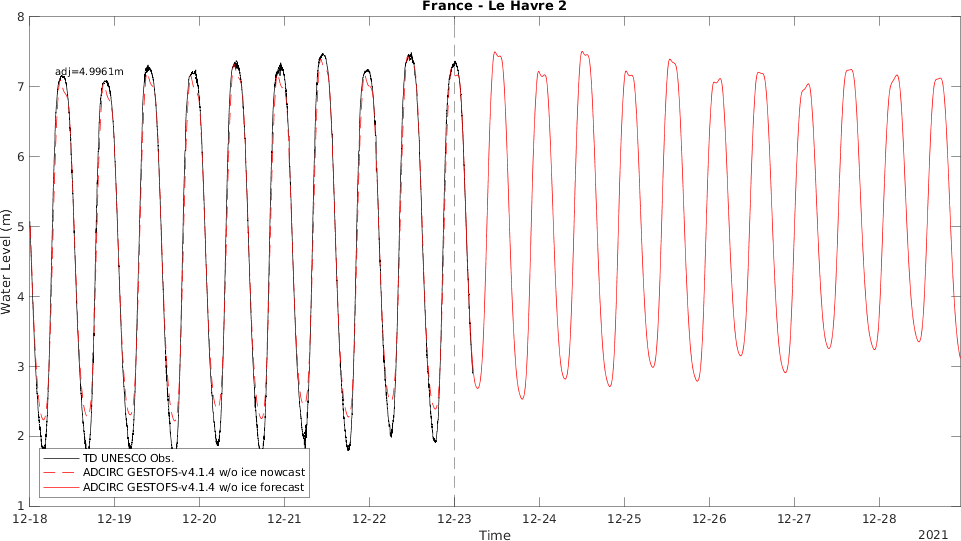 France - Le Havre 2
8
7
6
5
4
3
2
1
Water Level (m)
adj=4.9961m
TD UNESCO Obs.
ADCIRC GESTOFS-v4.1.4 w/o ice nowcast
ADCIRC GESTOFS-v4.1.4 w/o ice forecast
12-18 12-19 12-20 12-21 12-22 12-23 12-24 12-25 12-26 12-27 12-28
Time
2021